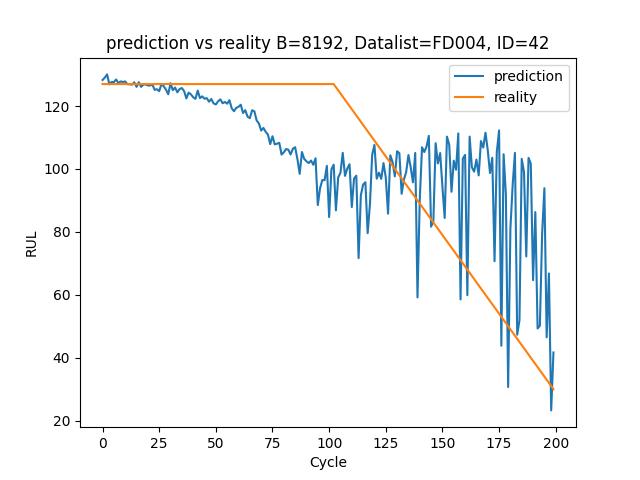 prediction vs reality B=8192, Datalist=FD004, ID=42
prediction
reality
RUL
120
100
80
60
40
20
0 25 50 75 100 125 150 175 200
Cycle